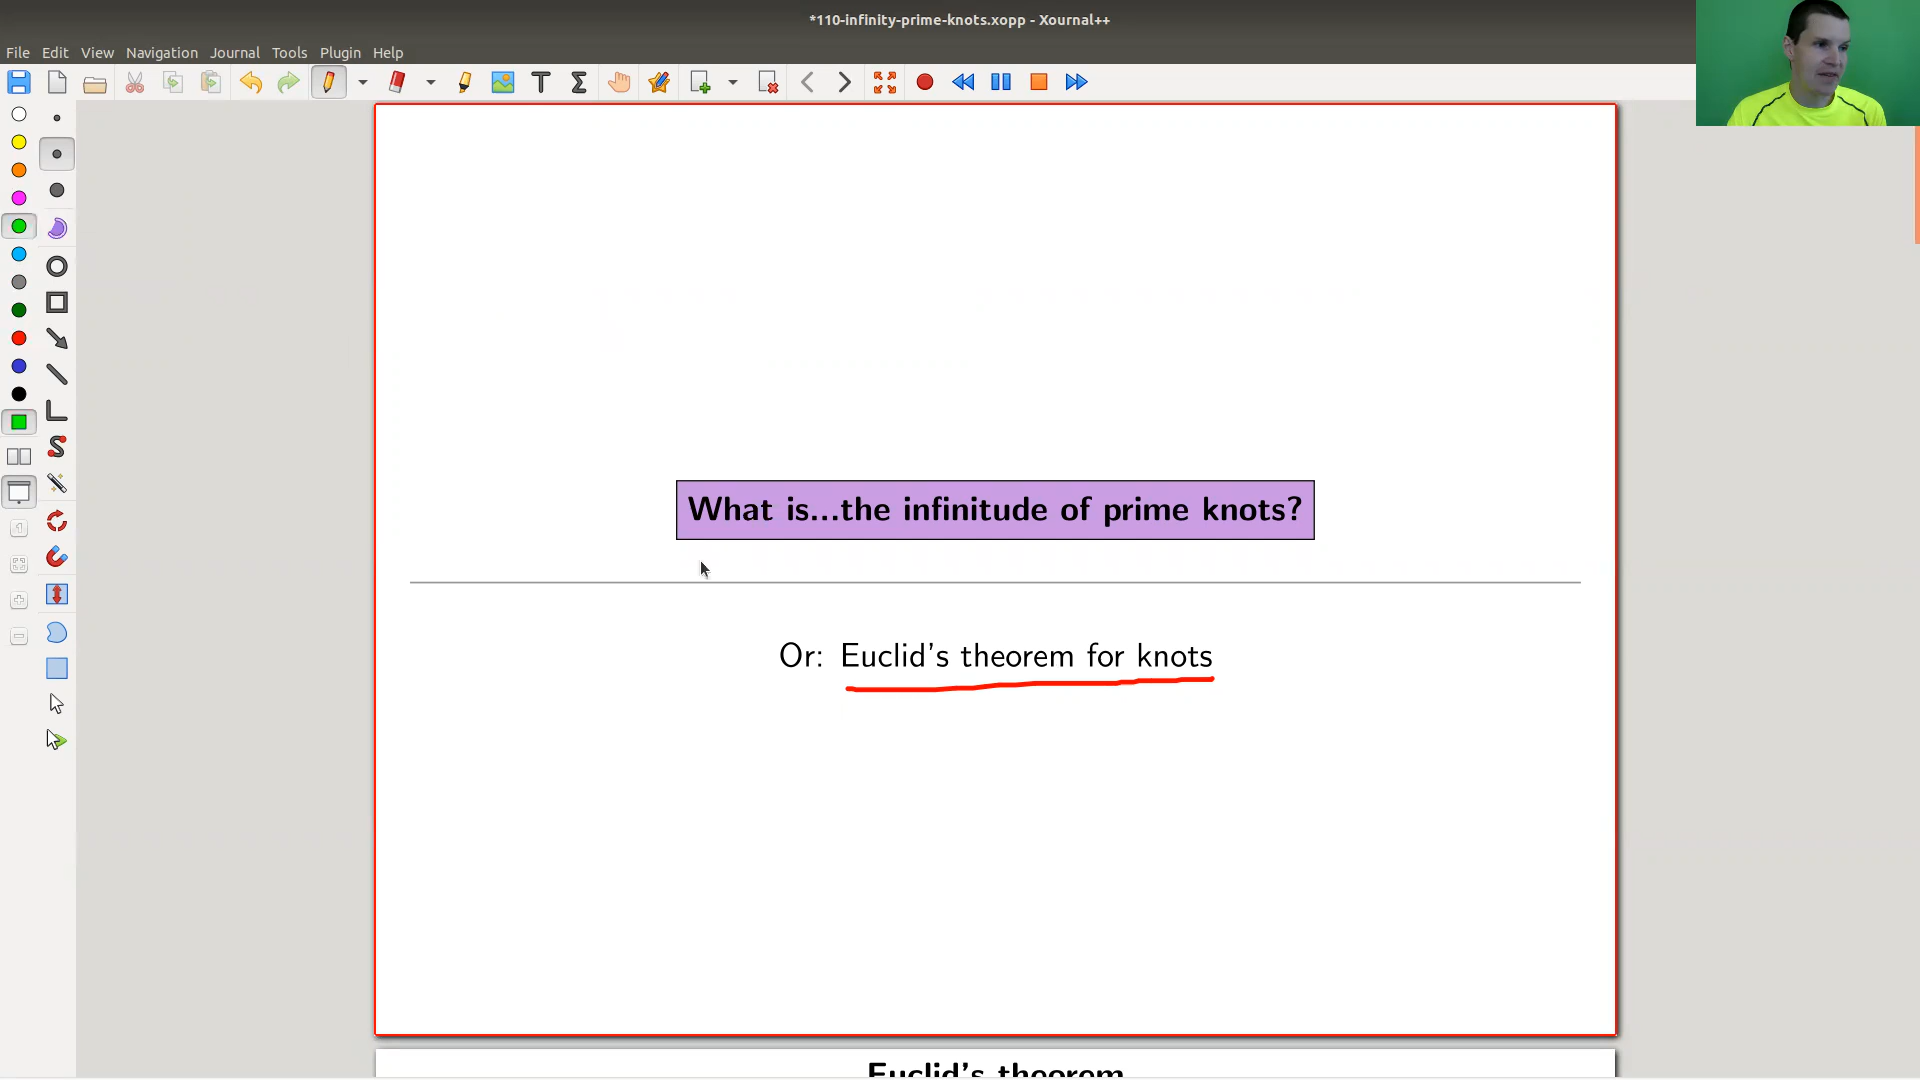 *110-infinity-prime-knots.xopp - Xournal++
File Edit View Navigation Journal Tools Plugin Help
What is...the infinitude of prime knots?
Or: Euclid's theorem for knots
Euclid's theorem